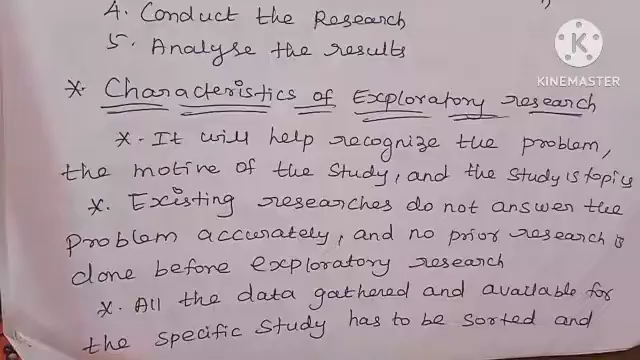 4. Conduct the Research
5. Analyse the results
KINEMASTER
* Characteristics of Exploratory research
*. It will help recognize the problem,
the motive of the study, and the study is topics
*. Existing researches do not answer the
problem accurately, and no prior research is
done before exploratory research
*. All the data gathered and available for
the specific study has to be sorted and